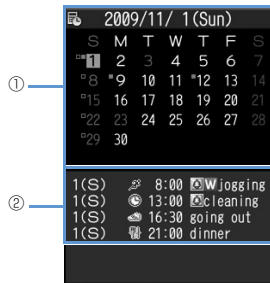 2009/11/ 1(Sun)
S M T W T F S
1 2 3 4 5 6 7
8 9 10 11 12 13 14
15 16 17 18 19 20 21
22 23 24 25 26 27 28
29 30
①
②
1(S) 8:00 W jogging
1(S) 13:00 cleaning
1(S) 16:30 going out
1(S) 21:00 dinner